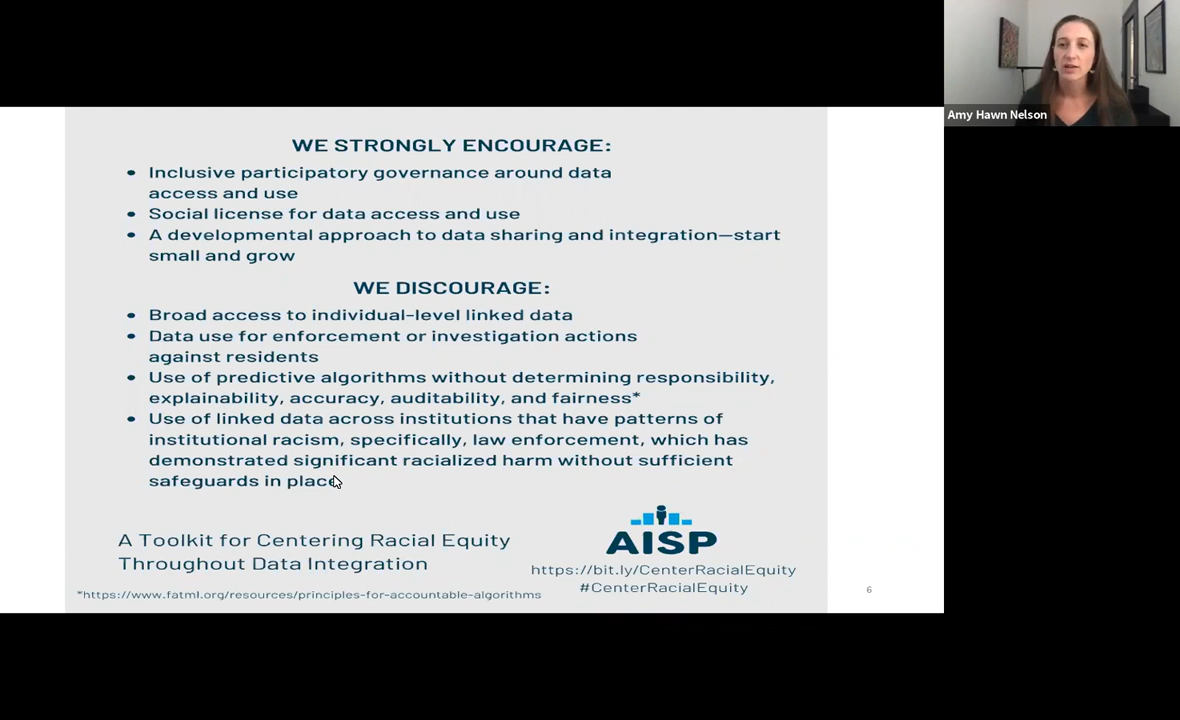 Amy Hawn Nelson
WE STRONGLY ENCOURAGE:
• Inclusive participatory governance around data
access and use
• Social license for data access and use
• A developmental approach to data sharing and integration—start
small and grow
WE DISCOURAGE:
• Broad access to individual-level linked data
• Data use for enforcement or investigation actions
against residents
• Use of predictive algorithms without determining responsibility,
explainability, accuracy, auditability, and fairness*
• Use of linked data across institutions that have patterns of
institutional racism, specifically, law enforcement, which has
demonstrated significant racialized harm without sufficient
safeguards in place
A Toolkit for Centering Racial Equity
Throughout Data Integration
AISP
https://bit.ly/CenterRacialEquity
#CenterRacialEquity
*https://www.fatml.org/resources/principles-for-accountable-algorithms
6